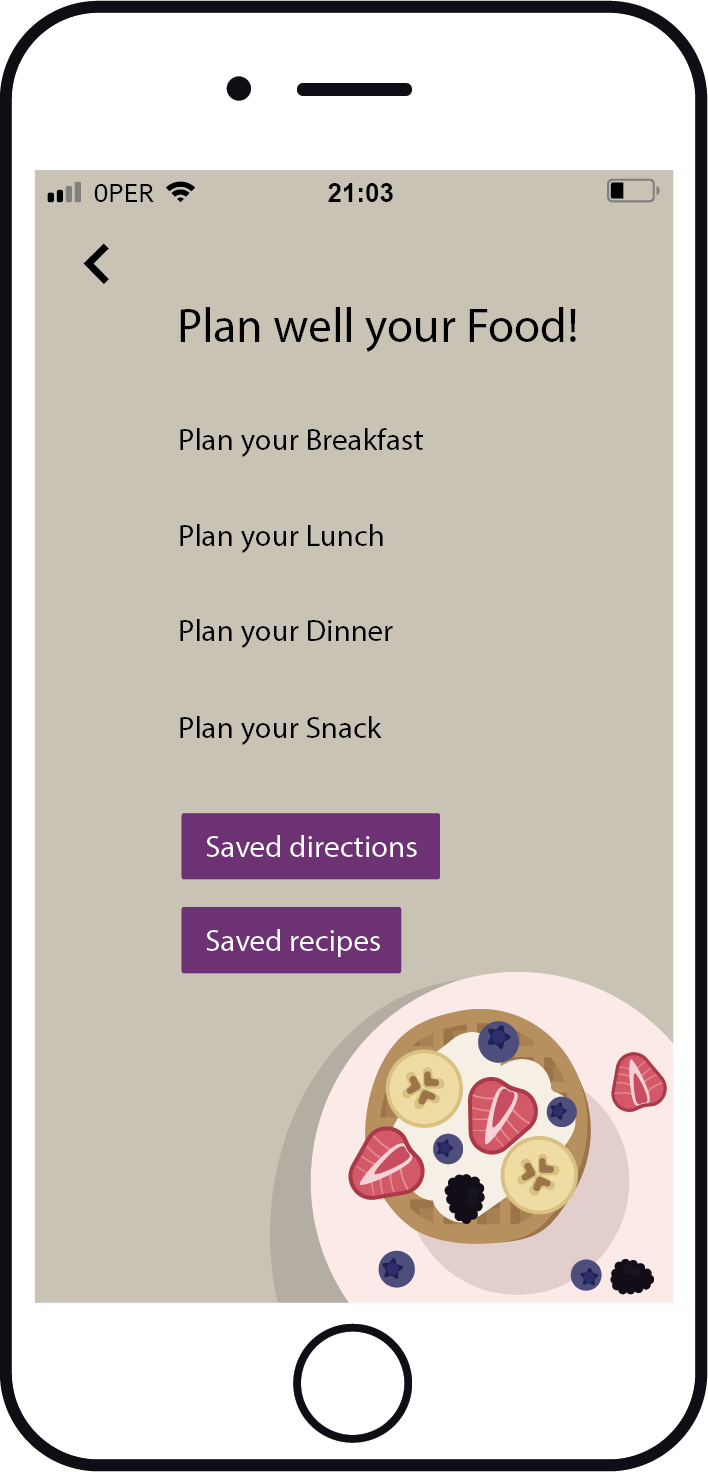 OPER
21:03
Plan well your Food!
Plan your Breakfast
Plan your Lunch
Plan your Dinner
Plan your Snack
Saved directions
Saved recipes